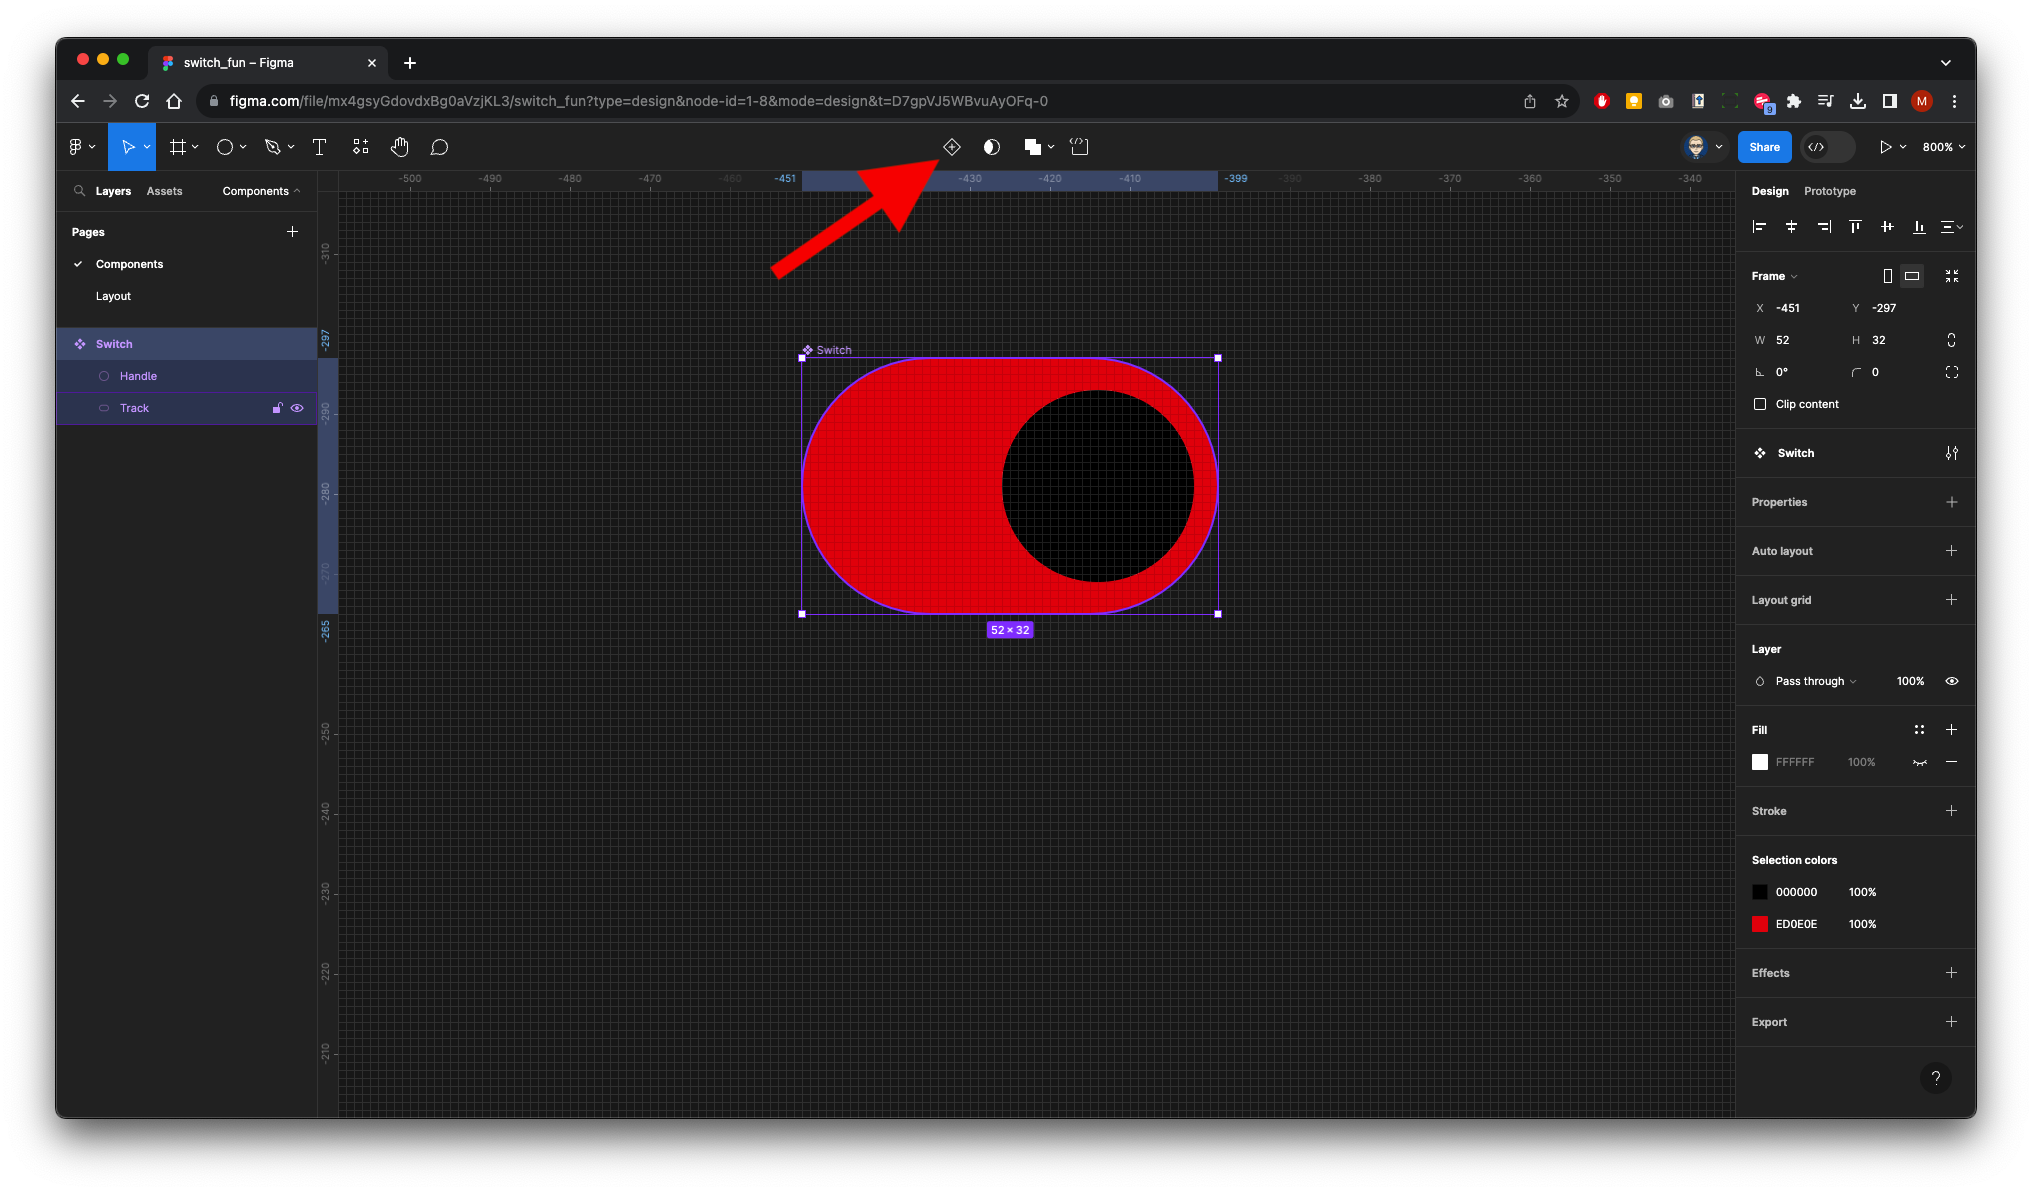 switch_fun – Figma
figma.com/file/mx4gsyGdovdxBg0aVzjKL3/switch_fun?type=design&node-id=1-8&mode=design&t=D7gpVJ5WBvuAyOFq-0
9
M
Share
800%
Layers Assets Components
-500 -490 -480 -470 -460 -451 -430 -420 -410 -399 -390 -380 -370 -360 -350 -340
Design Prototype
Pages
Components
Layout
Switch
Handle
Track
-310
-297
-290
-280
-270
-265
-250
-240
-230
-220
-210
Switch
52 × 32
Frame
X -451 Y -297
W 52 H 32
0° 0
Clip content
Switch
Properties
Auto layout
Layout grid
Layer
Pass through 100%
Fill
FFFFFF 100%
Stroke
Selection colors
000000 100%
ED0E0E 100%
Effects
Export
?